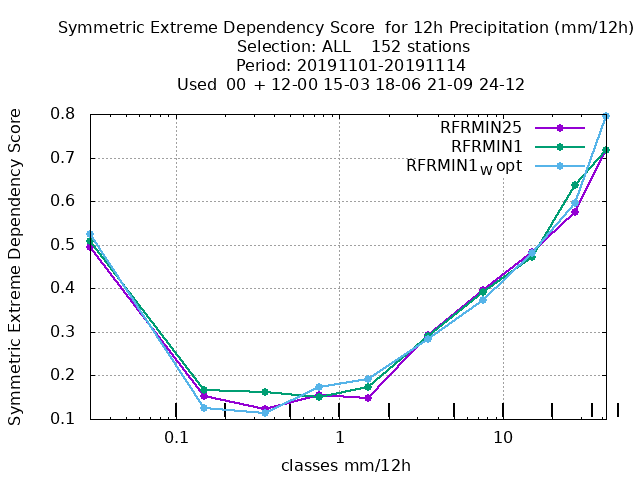 Symmetric Extreme Dependency Score for 12h Precipitation (mm/12h)
Selection: ALL 152 stations
Period: 20191101-20191114
Used 00 + 12-00 15-03 18-06 21-09 24-12
Symmetric Extreme Dependency Score
0.8
0.7
0.6
0.5
0.4
0.3
0.2
0.1
RFRMIN25
RFRMIN1
RFRMIN1W opt
0.1 1 10
classes mm/12h